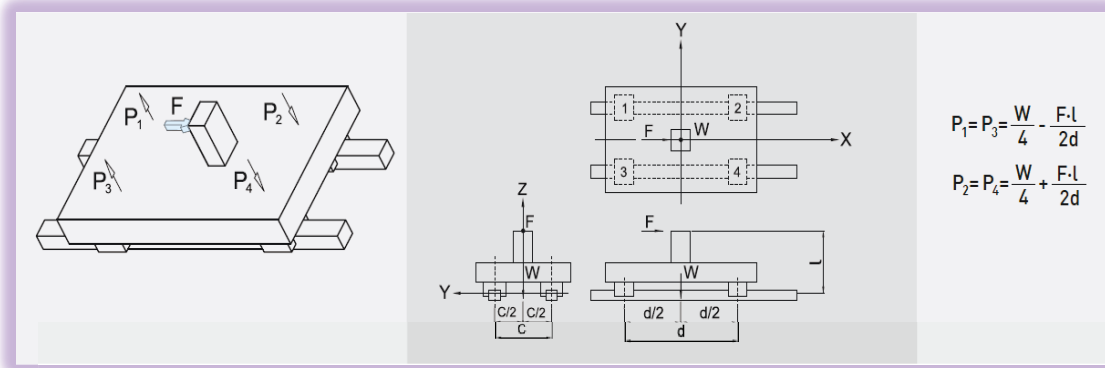 P₁
F
P₂
P₃
P₄
Y
1
2
F
W
X
3
4
Z
F
W
Y
C/2
C/2
C
F
W
l
d/2
d/2
d
P₁= P₃= W/4 - F·l/2d
P₂= P₄= W/4 + F·l/2d